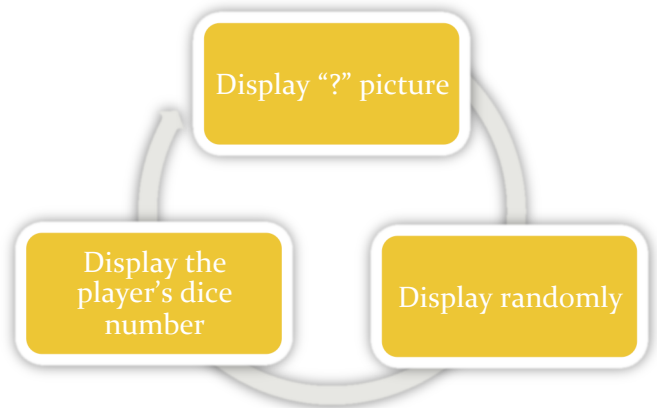 Display “?” picture
Display randomly
Display the
player’s dice
number